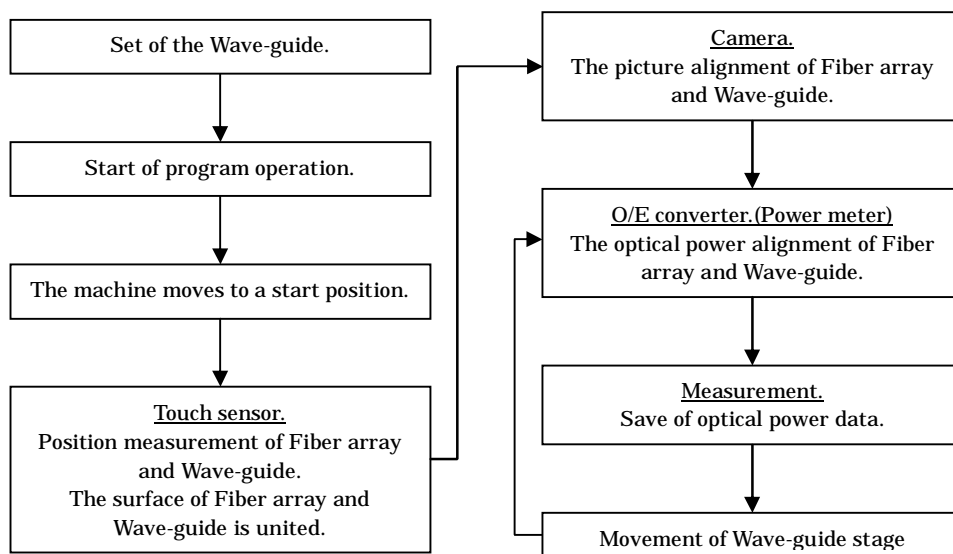 Set of the Wave-guide.
Start of program operation.
The machine moves to a start position.
Touch sensor.
Position measurement of Fiber array
and Wave-guide.
The surface of Fiber array and
Wave-guide is united.
Camera.
The picture alignment of Fiber array
and Wave-guide.
O/E converter.(Power meter)
The optical power alignment of Fiber
array and Wave-guide.
Measurement.
Save of optical power data.
Movement of Wave-guide stage